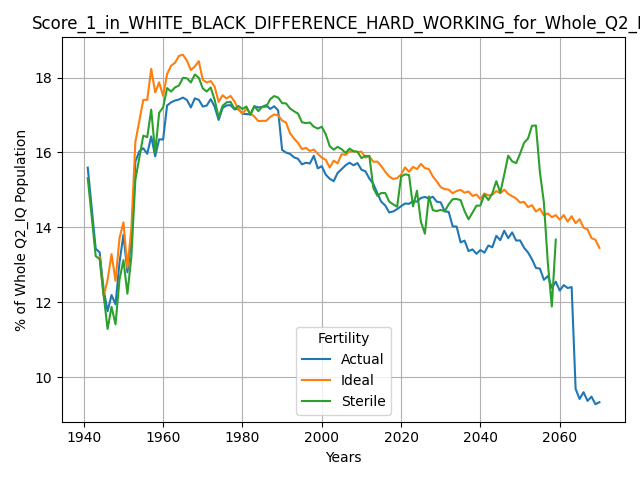 Score_1_in_WHITE_BLACK_DIFFERENCE_HARD_WORKING_for_Whole_Q2_I
% of Whole Q2_IQ Population
18
16
14
12
10
Fertility
Actual
Ideal
Sterile
1940
1960
1980
2000
2020
2040
2060
Years